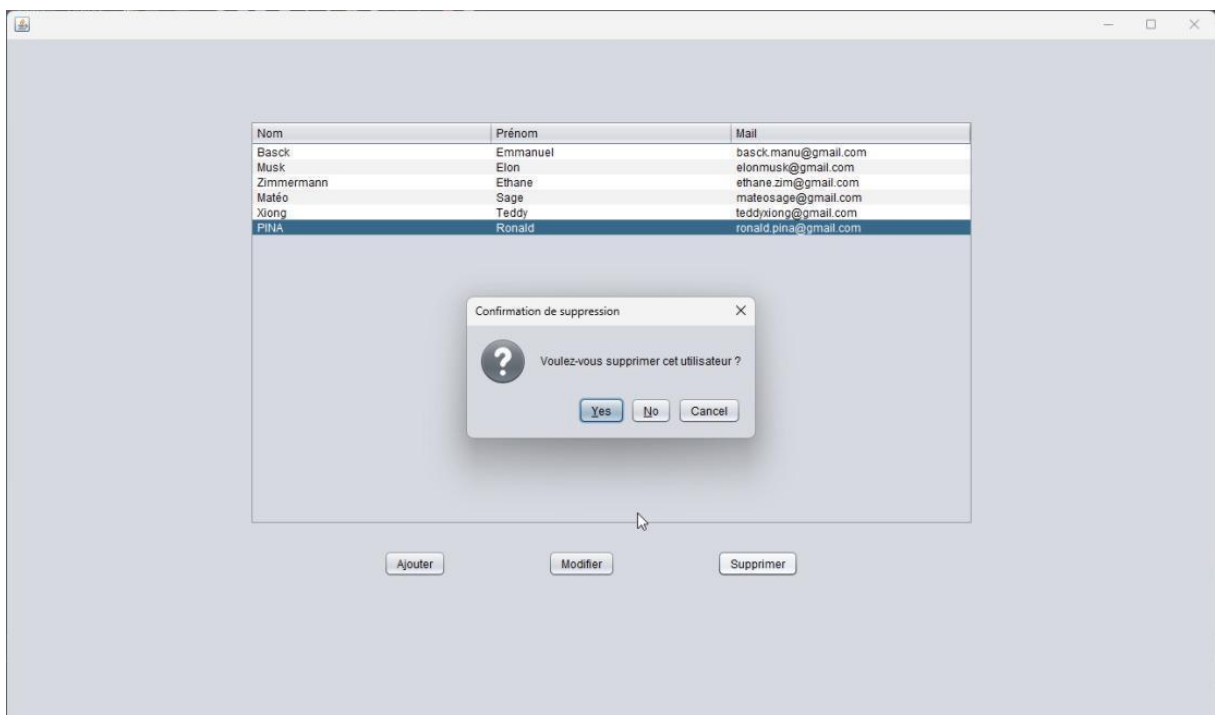 Nom Prénom Mail
Basck Emmanuel basck.manu@gmail.com
Musk Elon elonmusk@gmail.com
Zimmermann Ethane ethane.zim@gmail.com
Matéo Sage mateosage@gmail.com
Xiong Teddy teddyxiong@gmail.com
PINA Ronald ronald.pina@gmail.com
Confirmation de suppression
Voulez-vous supprimer cet utilisateur ?
Yes No Cancel
Ajouter Modifier Supprimer